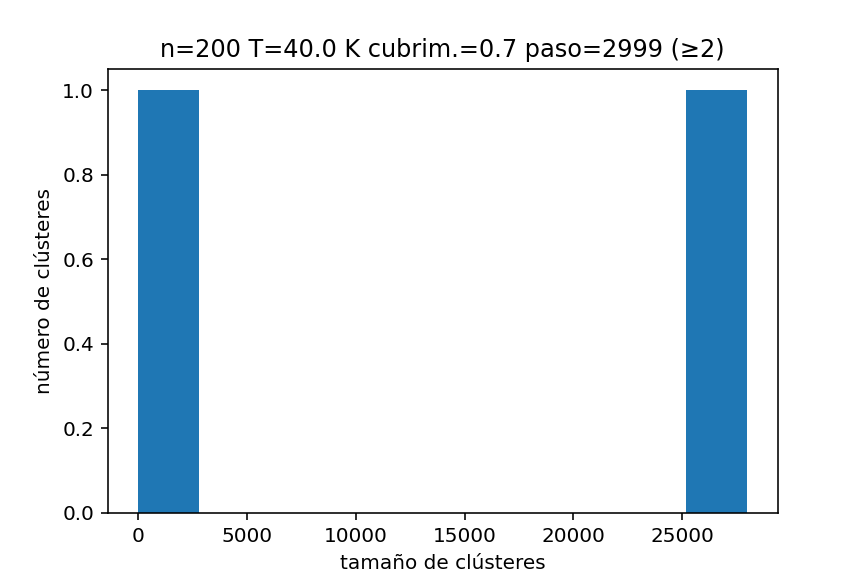 n=200 T=40.0 K cubrim.=0.7 paso=2999 (≥2)
número de clústeres
1.0
0.8
0.6
0.4
0.2
0.0
0 5000 10000 15000 20000 25000
tamaño de clústeres